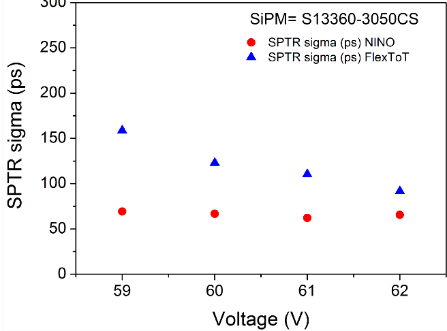 300
SiPM= S13360-3050CS
SPTR sigma (ps) NINO
SPTR sigma (ps) FlexToT
250
200
150
100
50
0
SPTR sigma (ps)
59 60 61 62
Voltage (V)